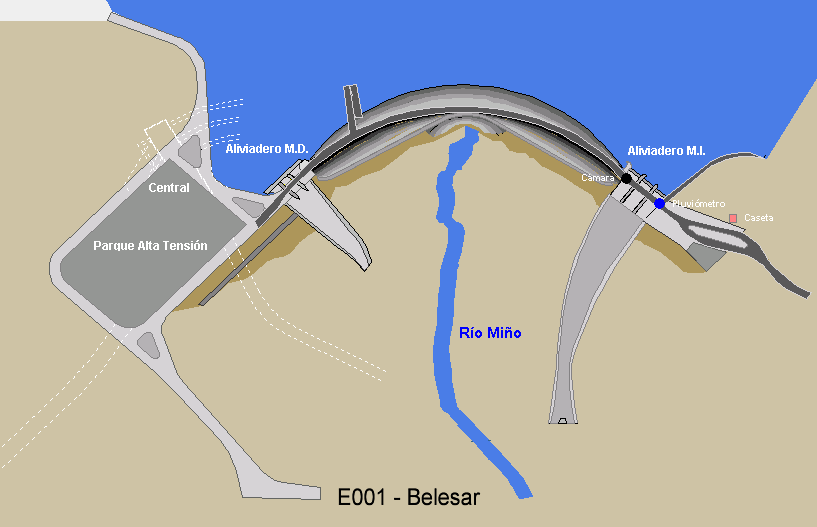 Aliviadero M.D.
Aliviadero M.I.
Cámara
Central
Pluviómetro
Caseta
Parque Alta Tensión
Río Miño
E001 - Belesar